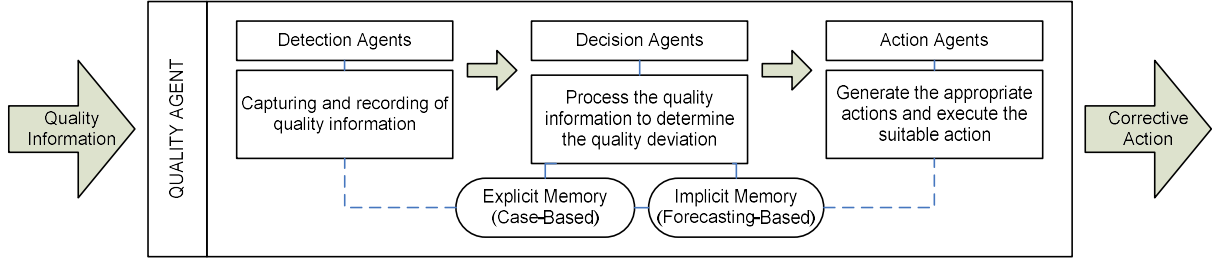 Quality
Information
QUALITY AGENT
Detection Agents
Capturing and recording of
quality information
Decision Agents
Process the quality
information to determine
the quality deviation
Action Agents
Generate the appropriate
actions and execute the
suitable action
Explicit Memory
(Case-Based)
Implicit Memory
(Forecasting-Based)
Corrective
Action